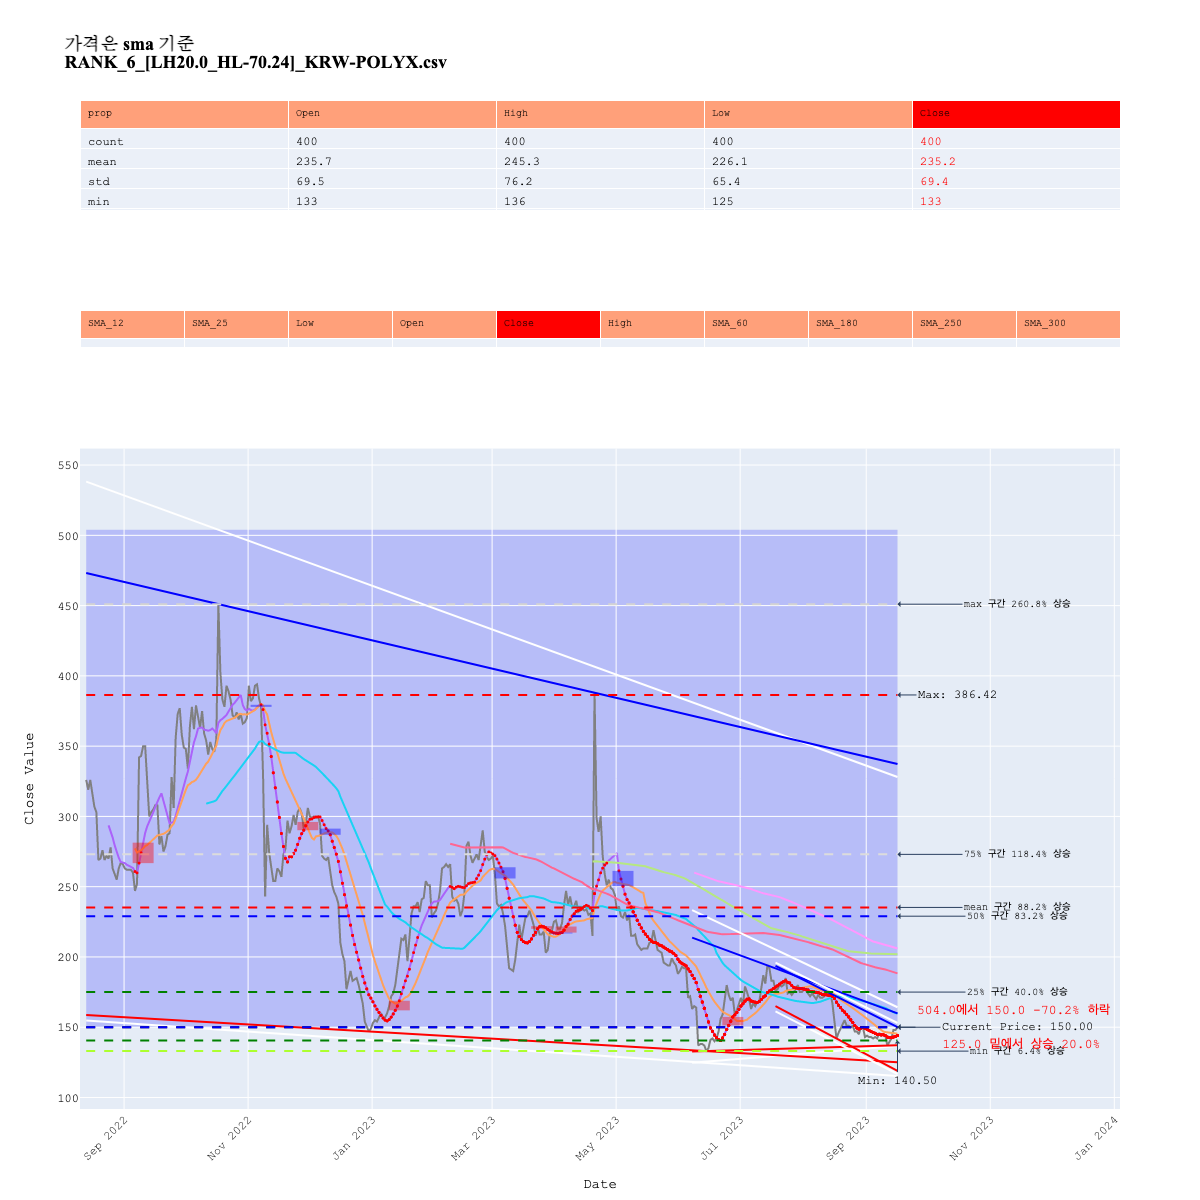 가격은 sma 기준
RANK_6_[LH20.0_HL-70.24]_KRW-POLYX.csv
prop Open High Low Close
count 400 400 400 400
mean 235.7 245.3 226.1 235.2
std 69.5 76.2 65.4 69.4
min 133 136 125 133
SMA_12 SMA_25 Low Open Close High SMA_60 SMA_180 SMA_250 SMA_300
550
500
450
400
350
300
250
200
150
100
Close Value
max 구간 260.8% 상승
Max: 386.42
75% 구간 118.4% 상승
mean 구간 88.2% 상승
50% 구간 83.2% 상승
25% 구간 40.0% 상승
504.0에서 150.0 -70.2% 하락
Current Price: 150.00
125.0 밑에서 상승 20.0%
min 구간 6.4% 상승
Min: 140.50
Sep 2022
Nov 2022
Jan 2023
Mar 2023
May 2023
Jul 2023
Sep 2023
Nov 2023
Jan 2024
Date